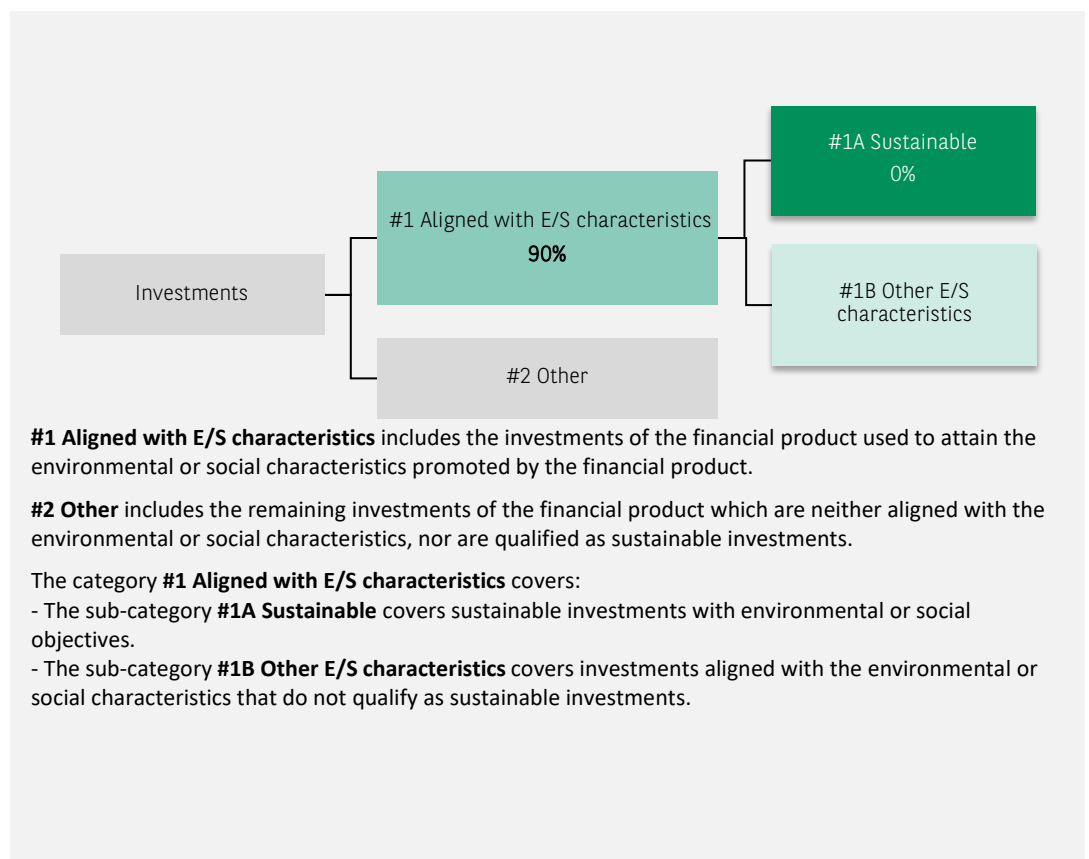 #1A Sustainable
0%
#1 Aligned with E/S characteristics
90%
Investments
#1B Other E/S
characteristics
#2 Other
#1 Aligned with E/S characteristics includes the investments of the financial product used to attain the
environmental or social characteristics promoted by the financial product.
#2 Other includes the remaining investments of the financial product which are neither aligned with the
environmental or social characteristics, nor are qualified as sustainable investments.
The category #1 Aligned with E/S characteristics covers:
- The sub-category #1A Sustainable covers sustainable investments with environmental or social
objectives.
- The sub-category #1B Other E/S characteristics covers investments aligned with the environmental or
social characteristics that do not qualify as sustainable investments.